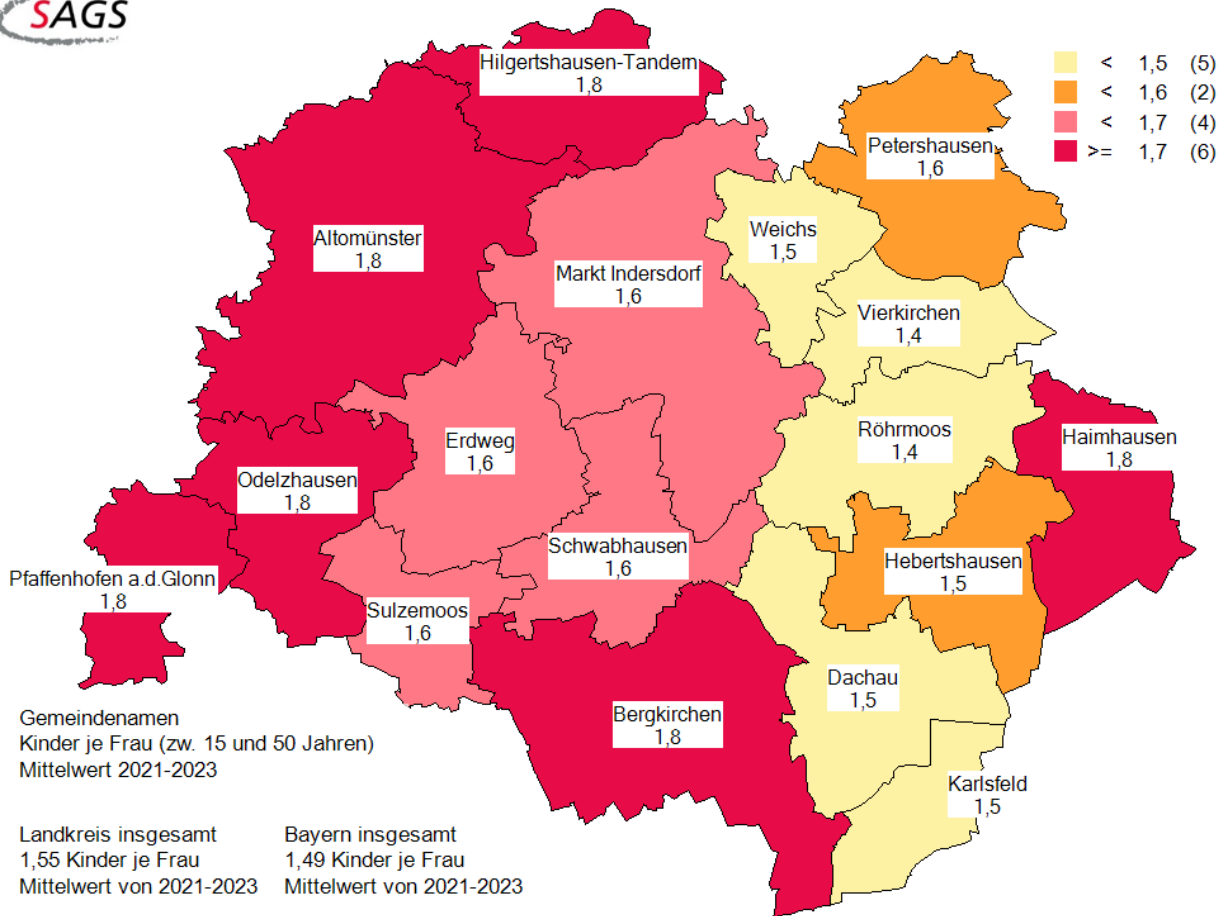 SAGS
Hilgertshausen-Tandern
1,8
< 1,5 (5)
< 1,6 (2)
< 1,7 (4)
>= 1,7 (6)
Petershausen
1,6
Altomünster
1,8
Weichs
1,5
Markt Indersdorf
1,6
Vierkirchen
1,4
Erdweg
1,6
Röhrmoos
1,4
Haimhausen
1,8
Odelzhausen
1,8
Schwabhausen
1,6
Hebertshausen
1,5
Pfaffenhofen a.d.Glonn
1,8
Sulzemoos
1,6
Dachau
1,5
Bergkirchen
1,8
Karlsfeld
1,5
Gemeindenamen
Kinder je Frau (zw. 15 und 50 Jahren)
Mittelwert 2021-2023
Landkreis insgesamt
1,55 Kinder je Frau
Mittelwert von 2021-2023
Bayern insgesamt
1,49 Kinder je Frau
Mittelwert von 2021-2023